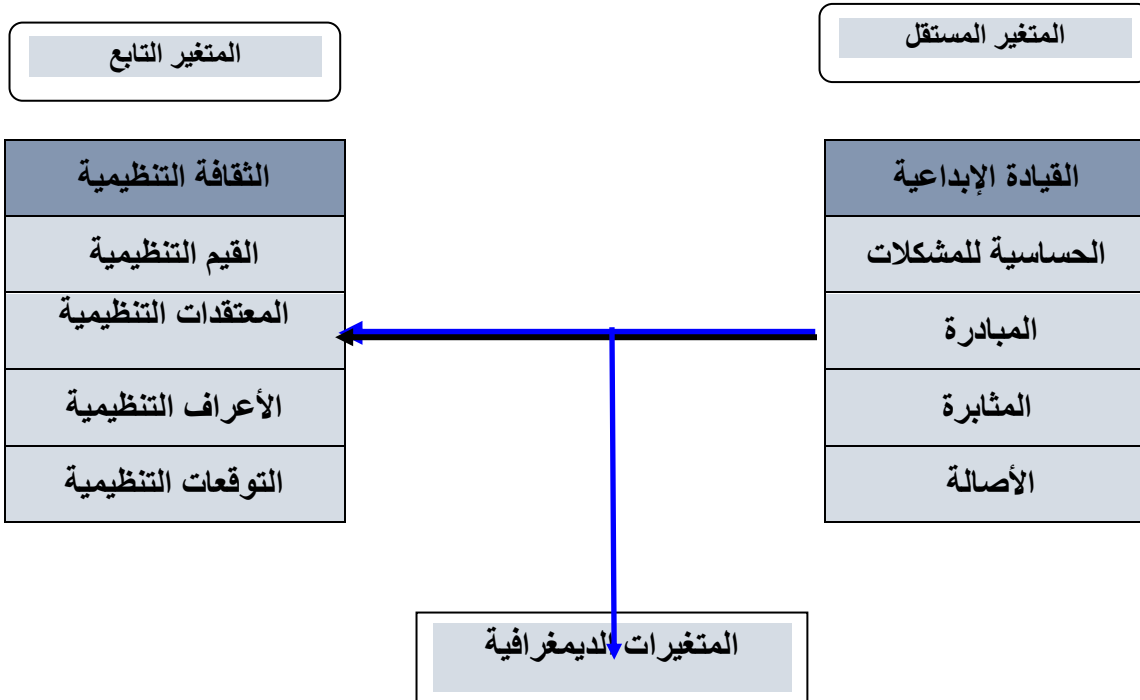 المتغير المستقل
المتغير التابع
القيادة الإبداعية
الثقافة التنظيمية
الحساسية للمشكلات
القيم التنظيمية
المبادرة
المعتقدات التنظيمية
المثابرة
الأعراف التنظيمية
الأصالة
التوقعات التنظيمية
المتغيرات الديمغرافية